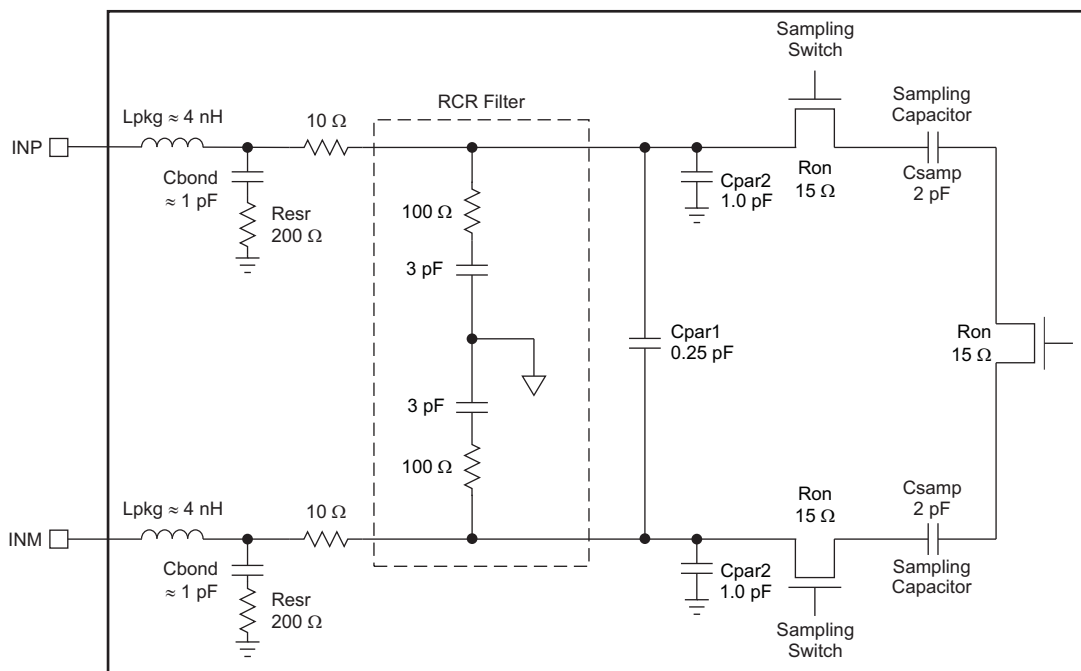 Sampling
Switch
RCR Filter
Sampling
Capacitor
Lpkg ≈ 4 nH
10 Ω
INP
Cbond
≈ 1 pF
Resr
200 Ω
100 Ω
3 pF
Cpar2
1.0 pF
Ron
15 Ω
Csamp
2 pF
Cpar1
0.25 pF
Ron
15 Ω
3 pF
100 Ω
Lpkg ≈ 4 nH
10 Ω
Ron
15 Ω
Csamp
2 pF
INM
Cbond
≈ 1 pF
Resr
200 Ω
Cpar2
1.0 pF
Sampling
Capacitor
Sampling
Switch